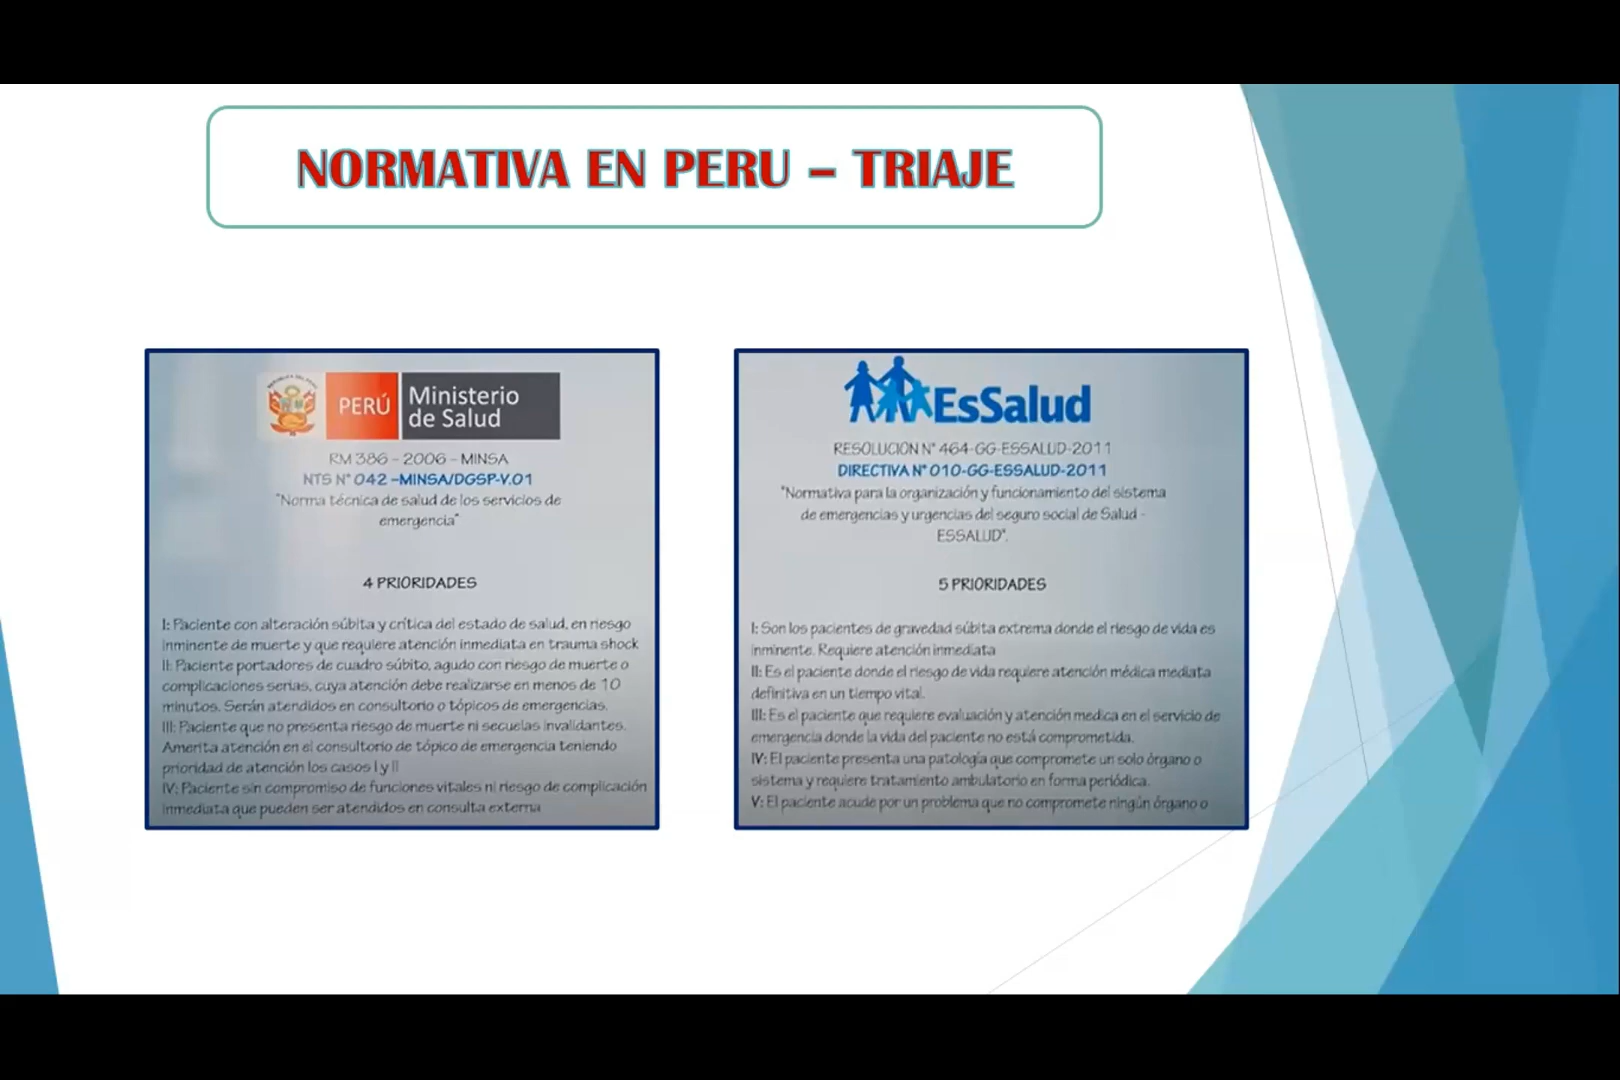 NORMATIVA EN PERU – TRIAJE
REPUBLICA DEL PERU
PERÚ
Ministerio
de Salud
RM 386 – 2006 – MINSA
NTS N° 042 –MINSA/DGSP-V.01
"Norma técnica de salud de los servicios de
emergencia"
4 PRIORIDADES
I: Paciente con alteración súbita y crítica del estado de salud, en riesgo
inminente de muerte y que requiere atención inmediata en trauma shock
II: Paciente portadores de cuadro súbito, agudo con riesgo de muerte o
complicaciones serias, cuya atención debe realizarse en menos de 10
minutos. Serán atendidos en consultorio o tópicos de emergencias.
III: Paciente que no presenta riesgo de muerte ni secuelas invalidantes.
Amerita atención en el consultorio de tópico de emergencia teniendo
prioridad de atención los casos I y II
IV: Paciente sin compromiso de funciones vitales ni riesgo de complicación
inmediata que pueden ser atendidos en consulta externa
EsSalud
RESOLUCION N° 464-GG-ESSALUD-2011
DIRECTIVA N° 010-GG-ESSALUD-2011
"Normativa para la organización y funcionamiento del sistema
de emergencias y urgencias del seguro social de Salud -
ESSALUD".
5 PRIORIDADES
I: Son los pacientes de gravedad súbita extrema donde el riesgo de vida es
inminente. Requiere atención inmediata
II: Es el paciente donde el riesgo de vida requiere atención médica mediata
definitiva en un tiempo vital.
III: Es el paciente que requiere evaluación y atención medica en el servicio de
emergencia donde la vida del paciente no está comprometida.
IV: El paciente presenta una patología que compromete un solo órgano o
sistema y requiere tratamiento ambulatorio en forma periódica.
V: El paciente acude por un problema que no compromete ningún órgano o